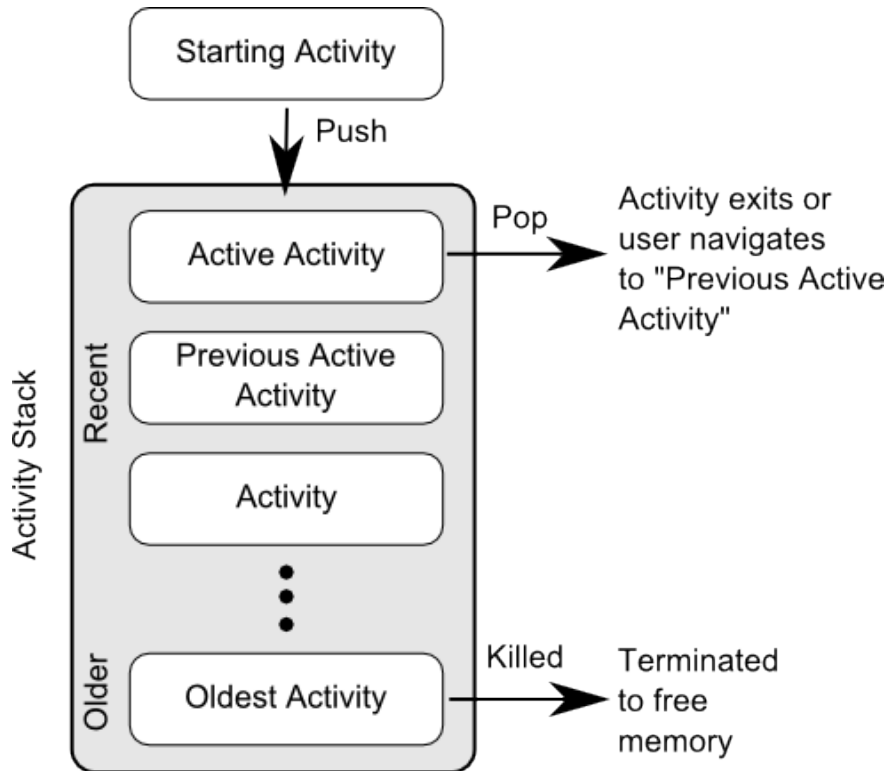 Starting Activity
Push
Active Activity
Pop
Activity exits or
user navigates
to "Previous Active
Activity"
Previous Active
Activity
Activity
Recent
Activity Stack
Older
Oldest Activity
Killed
Terminated
to free
memory